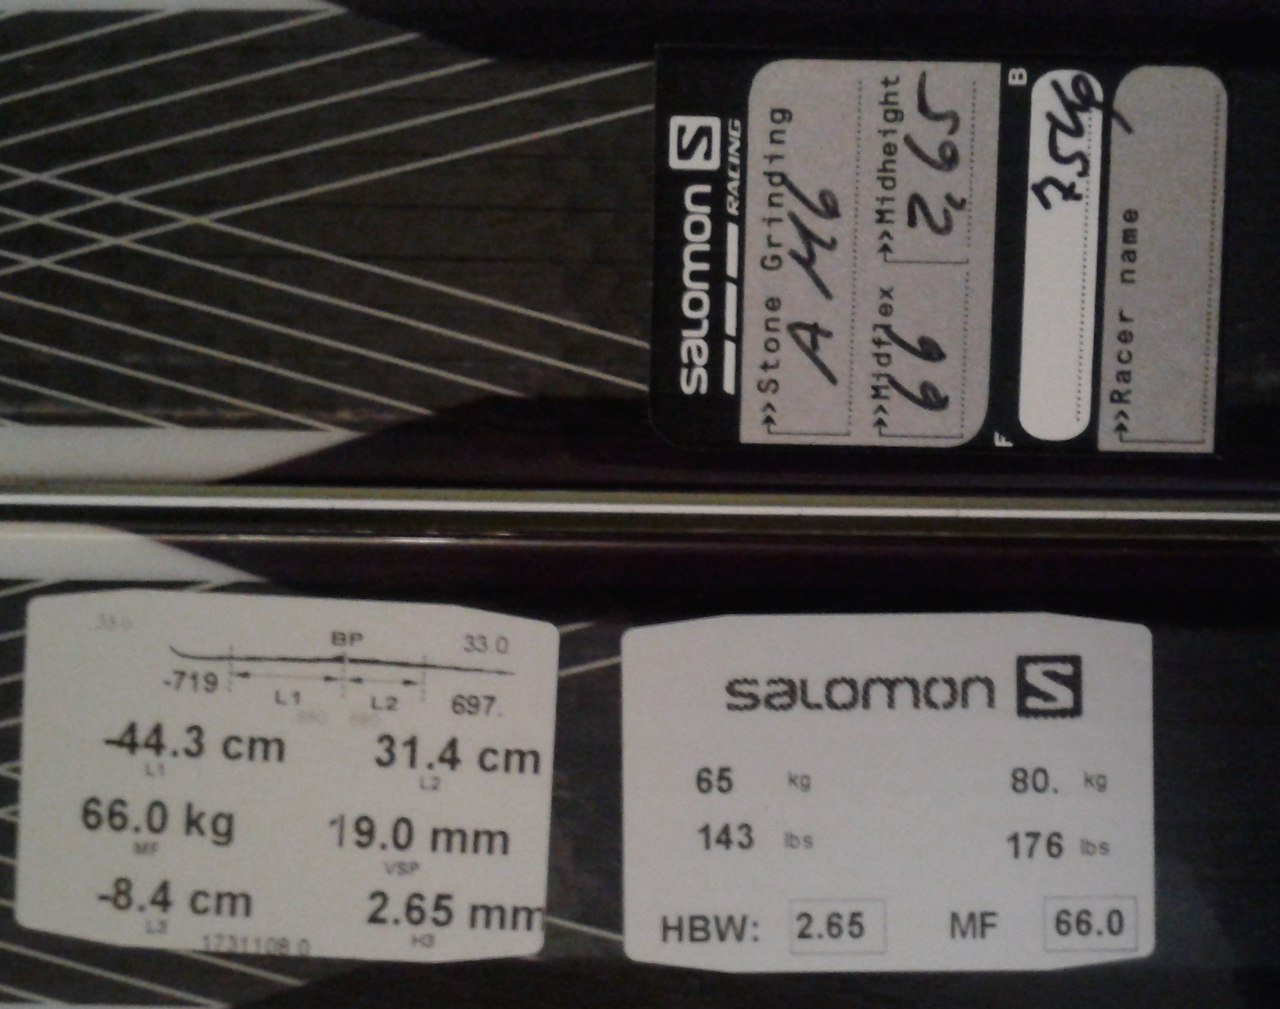 salomon S
RACING
>>Stone Grinding
A M6
>>Midflex >>Midheight
66 2,65
F B
>>Racer name
33.0
BP
33.0
-719
L1 L2
697.
-44.3 cm 31.4 cm
L1 L2
66.0 kg 19.0 mm
MF VSP
-8.4 cm 2.65 mm
L3 H3
1731108.0
salomon S
65 kg 80. kg
143 lbs 176 lbs
HBW: 2.65 MF 66.0